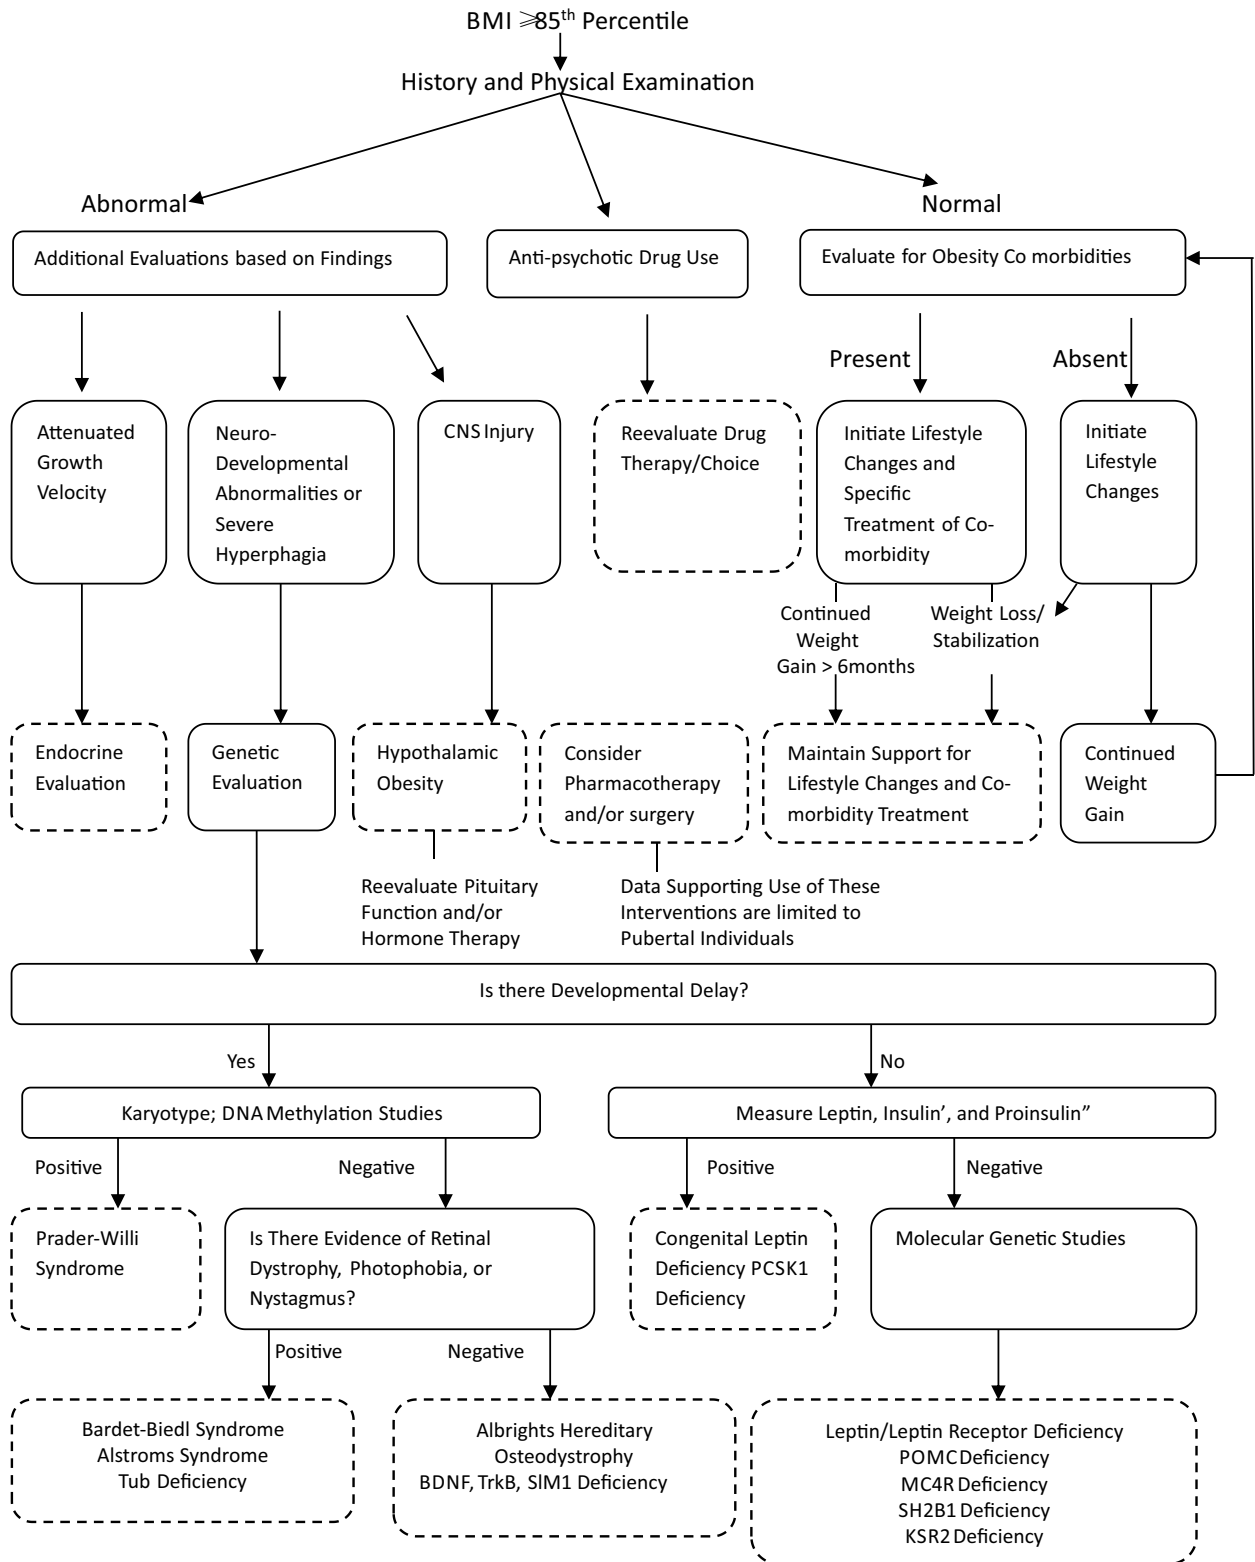 BMI ⩾85th Percentile
History and Physical Examination
Abnormal
Normal
Additional Evaluations based on Findings
Anti-psychotic Drug Use
Evaluate for Obesity Co morbidities
Present
Absent
Attenuated
Growth
Velocity
Neuro-
Developmental
Abnormalities or
Severe
Hyperphagia
CNS Injury
Reevaluate Drug
Therapy/Choice
Initiate Lifestyle
Changes and
Specific
Treatment of Co-
morbidity
Initiate
Lifestyle
Changes
Continued
Weight
Gain > 6months
Weight Loss/
Stabilization
Endocrine
Evaluation
Genetic
Evaluation
Hypothalamic
Obesity
Consider
Pharmacotherapy
and/or surgery
Maintain Support for
Lifestyle Changes and Co-
morbidity Treatment
Continued
Weight
Gain
Reevaluate Pituitary
Function and/or
Hormone Therapy
Data Supporting Use of These
Interventions are limited to
Pubertal Individuals
Is there Developmental Delay?
Yes
No
Karyotype; DNA Methylation Studies
Measure Leptin, Insulin’, and Proinsulin”
Positive
Negative
Positive
Negative
Prader-Willi
Syndrome
Is There Evidence of Retinal
Dystrophy, Photophobia, or
Nystagmus?
Congenital Leptin
Deficiency PCSK1
Deficiency
Molecular Genetic Studies
Positive
Negative
Bardet-Biedl Syndrome
Alstroms Syndrome
Tub Deficiency
Albrights Hereditary
Osteodystrophy
BDNF, TrkB, SlM1 Deficiency
Leptin/Leptin Receptor Deficiency
POMC Deficiency
MC4R Deficiency
SH2B1 Deficiency
KSR2 Deficiency